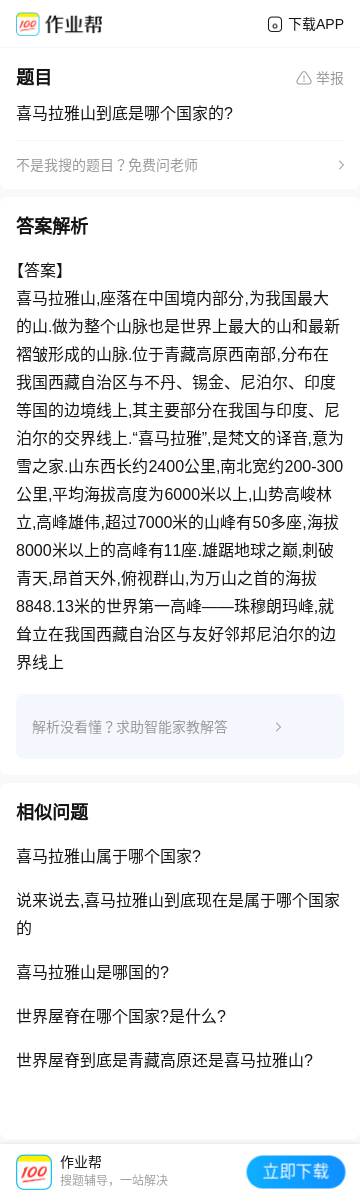 作业帮
下载APP
题目
举报
喜马拉雅山到底是哪个国家的?
不是我搜的题目？免费问老师
答案解析
【答案】
喜马拉雅山,座落在中国境内部分,为我国最大
的山.做为整个山脉也是世界上最大的山和最新
褶皱形成的山脉.位于青藏高原西南部,分布在
我国西藏自治区与不丹、锡金、尼泊尔、印度
等国的边境线上,其主要部分在我国与印度、尼
泊尔的交界线上.“喜马拉雅”,是梵文的译音,意为
雪之家.山东西长约2400公里,南北宽约200-300
公里,平均海拔高度为6000米以上,山势高峻林
立,高峰雄伟,超过7000米的山峰有50多座,海拔
8000米以上的高峰有11座.雄踞地球之巅,刺破
青天,昂首天外,俯视群山,为万山之首的海拔
8848.13米的世界第一高峰——珠穆朗玛峰,就
耸立在我国西藏自治区与友好邻邦尼泊尔的边
界线上
解析没看懂？求助智能家教解答
相似问题
喜马拉雅山属于哪个国家?
说来说去,喜马拉雅山到底现在是属于哪个国家
的
喜马拉雅山是哪国的?
世界屋脊在哪个国家?是什么?
世界屋脊到底是青藏高原还是喜马拉雅山?
100
作业帮
搜题辅导，一站解决
立即下载